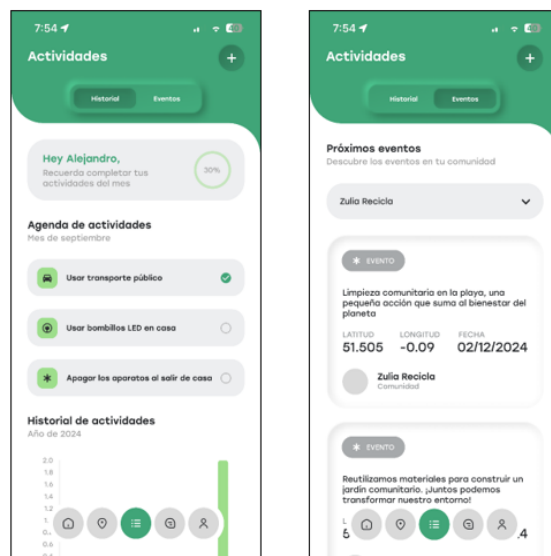 7:54
Actividades
+
Historial Eventos
Hey Alejandro,
Recuerda completar tus
actividades del mes
30%
Agenda de actividades
Mes de septiembre
Usar transporte público
Usar bombillos LED en casa
Apagar los aparatos al salir de casa
Historial de actividades
Año de 2024
2.0
1.8
1.6
1.4
1.2
1.
0.6
7:54
Actividades
+
Historial Eventos
Próximos eventos
Descubre los eventos en tu comunidad
Zulia Recicla
EVENTO
Limpieza comunitaria en la playa, una
pequeña acción que suma al bienestar del
planeta
LATITUD LONGITUD FECHA
51.505 -0.09 02/12/2024
Zulia Recicla
Comunidad
EVENTO
Reutilizamos materiales para construir un
jardín comunitario. ¡Juntos podemos
transformar nuestro entorno!
L
5 .4